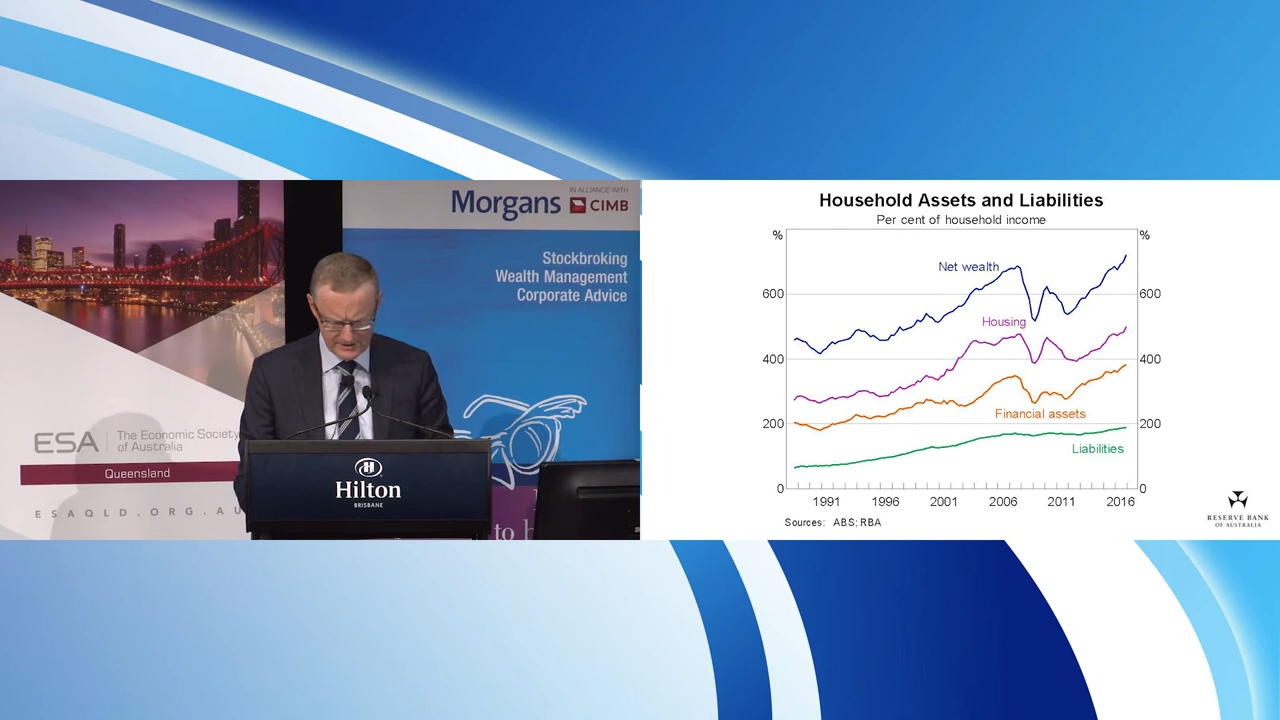 Morgans
IN ALLIANCE WITH
CIMB
Stockbroking
Wealth Management
Corporate Advice
ESA
The Economic Society
of Australia
Queensland
ESAQLD.ORG.AU
Hilton
BRISBANE
to
Household Assets and Liabilities
Per cent of household income
% %
Net wealth
600 600
Housing
400 400
Financial assets
200 200
Liabilities
0 0
1991 1996 2001 2006 2011 2016
Sources: ABS; RBA
RESERVE BANK
OF AUSTRALIA